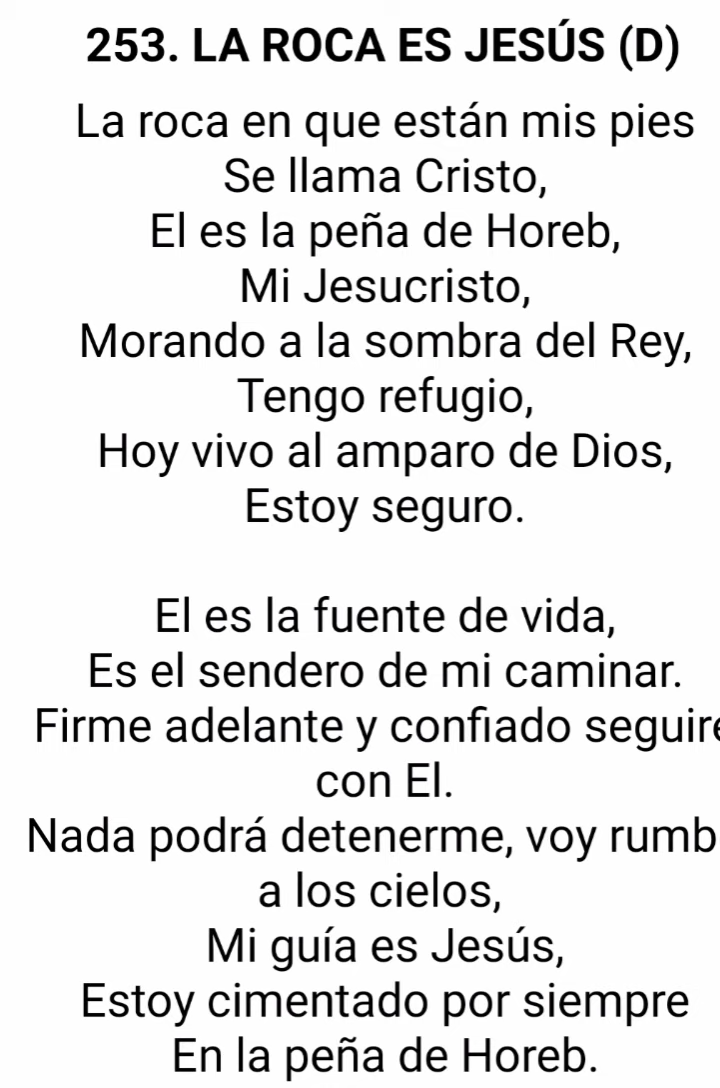 253. LA ROCA ES JESÚS (D)
La roca en que están mis pies
Se llama Cristo,
El es la peña de Horeb,
Mi Jesucristo,
Morando a la sombra del Rey,
Tengo refugio,
Hoy vivo al amparo de Dios,
Estoy seguro.
El es la fuente de vida,
Es el sendero de mi caminar.
Firme adelante y confiado seguire
con El.
Nada podrá detenerme, voy rumb
a los cielos,
Mi guía es Jesús,
Estoy cimentado por siempre
En la peña de Horeb.